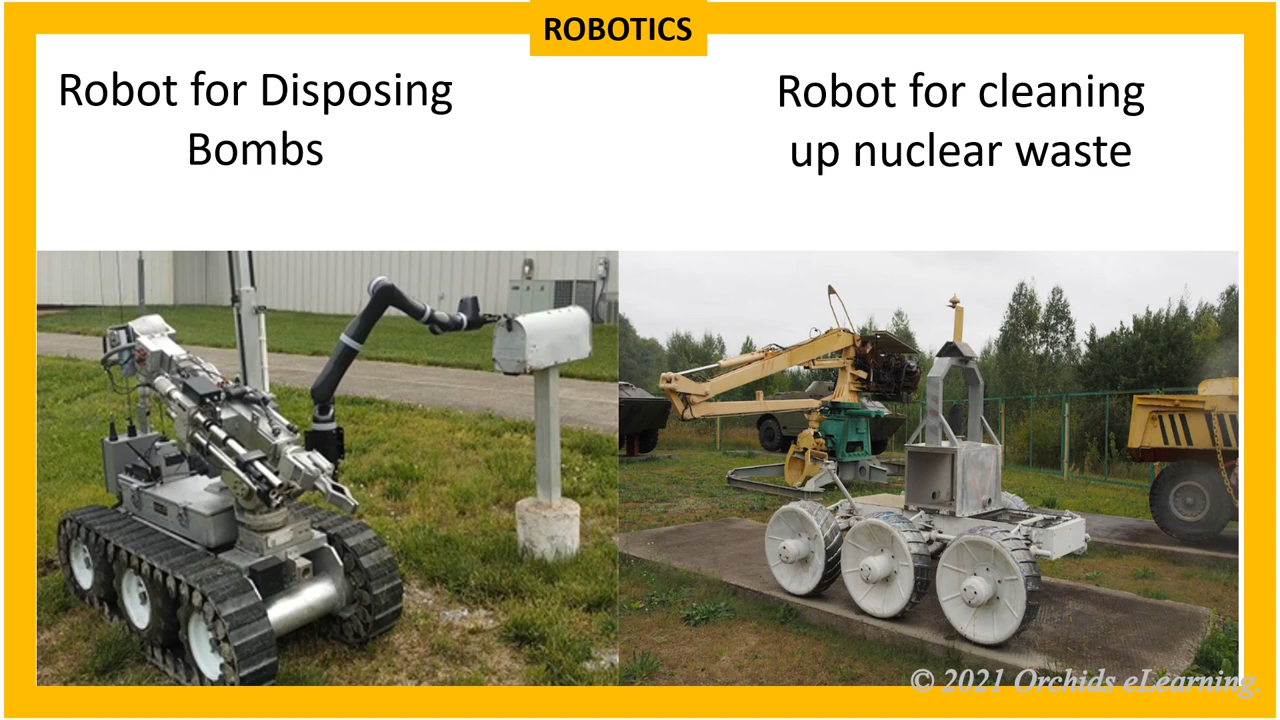 ROBOTICS
Robot for Disposing
Bombs
Robot for cleaning
up nuclear waste
© 2021 Orchids eLearning.